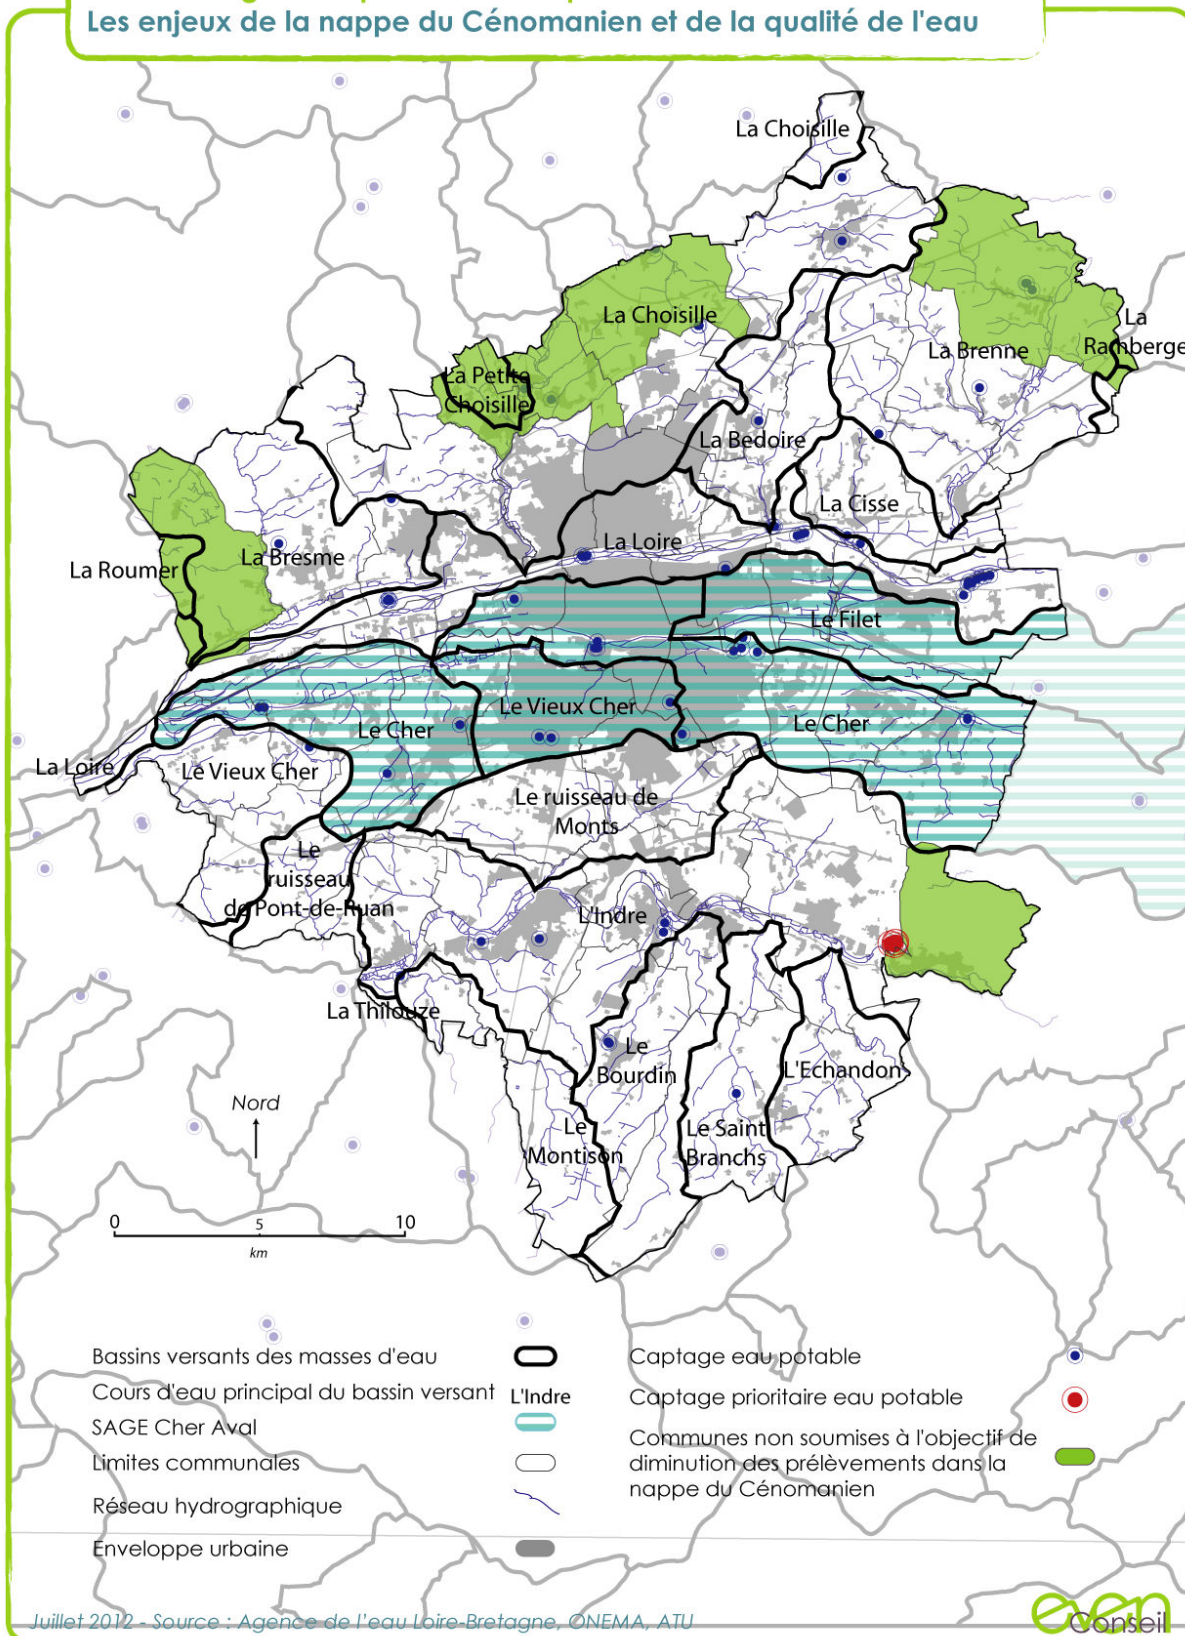 Les enjeux de la nappe du Cénomanien et de la qualité de l'eau
La Choisille
La Choisille
La
Ramberge
La Brenne
La Petite
Choisille
La Bédoire
La Cisse
La Loire
La Bresme
La Roumer
Le Filet
Le Vieux Cher
Le Cher
Le Cher
La Loire
Le Vieux Cher
Le ruisseau de
Monts
Le
ruisseau
de Pont-de-Ruan
L'Indre
La Thilouze
Le
Bourdin
L'Echandon
Le Saint
Branchs
Le
Montison
Nord
0 5 10
km
Bassins versants des masses d'eau
Cours d'eau principal du bassin versant L'Indre
SAGE Cher Aval
Limites communales
Réseau hydrographique
Enveloppe urbaine
Captage eau potable
Captage prioritaire eau potable
Communes non soumises à l'objectif de
diminution des prélèvements dans la
nappe du Cénomanien
Juillet 2012 - Source : Agence de l'eau Loire-Bretagne, ONEMA, ATU
even
Conseil